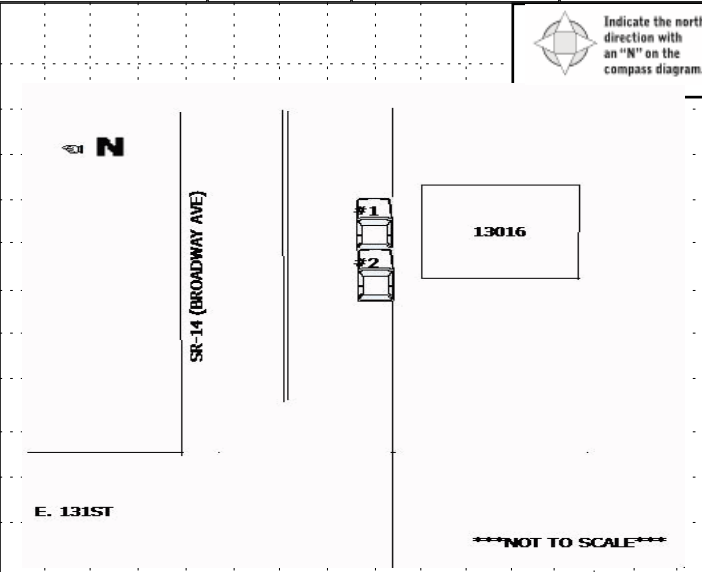 Indicate the north
direction with
an "N" on the
compass diagram.
N
SR-14 (BROADWAY AVE)
#1
13016
#2
E. 131ST
***NOT TO SCALE***